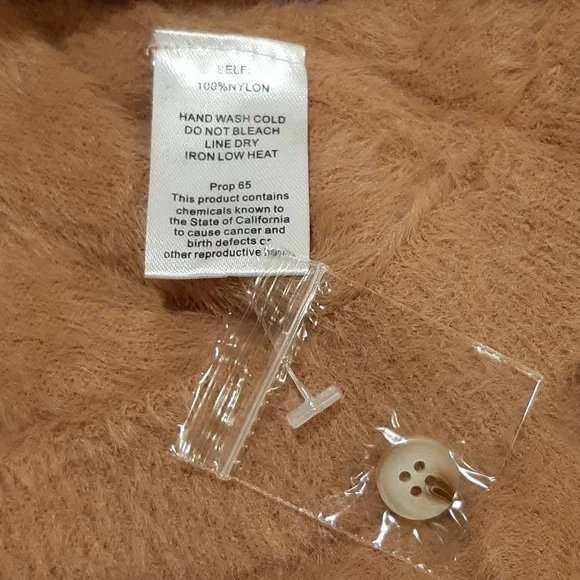 SELF:
100%NYLON
HAND WASH COLD
DO NOT BLEACH
LINE DRY
IRON LOW HEAT
Prop 65
This product contains
chemicals known to
the State of California
to cause cancer and
birth defects or
other reproductive